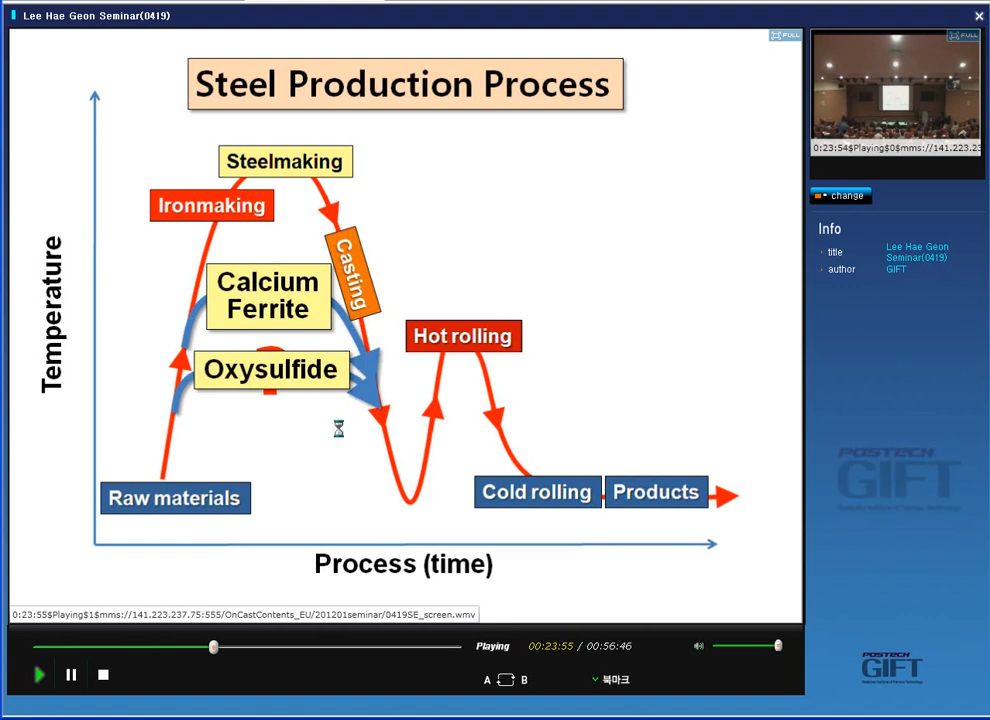 Lee Hae Geon Seminar(0419)
FULL
Steel Production Process
Steelmaking
Ironmaking
Casting
Calcium
Ferrite
Hot rolling
Oxysulfide
Raw materials
Cold rolling
Products
Temperature
Process (time)
0:23:55$Playing$1$mms://141.223.237.75:555/OnCastContents_EU/201201seminar/0419SE_screen.wmv
Playing
00:23:55 / 00:56:46
A
B
북마크
FULL
0:23:54$Playing$0$mms://141.223.23
change
Info
title
Lee Hae Geon
Seminar(0419)
author
GIFT
POSTECH
GIFT
POSTECH
GIFT